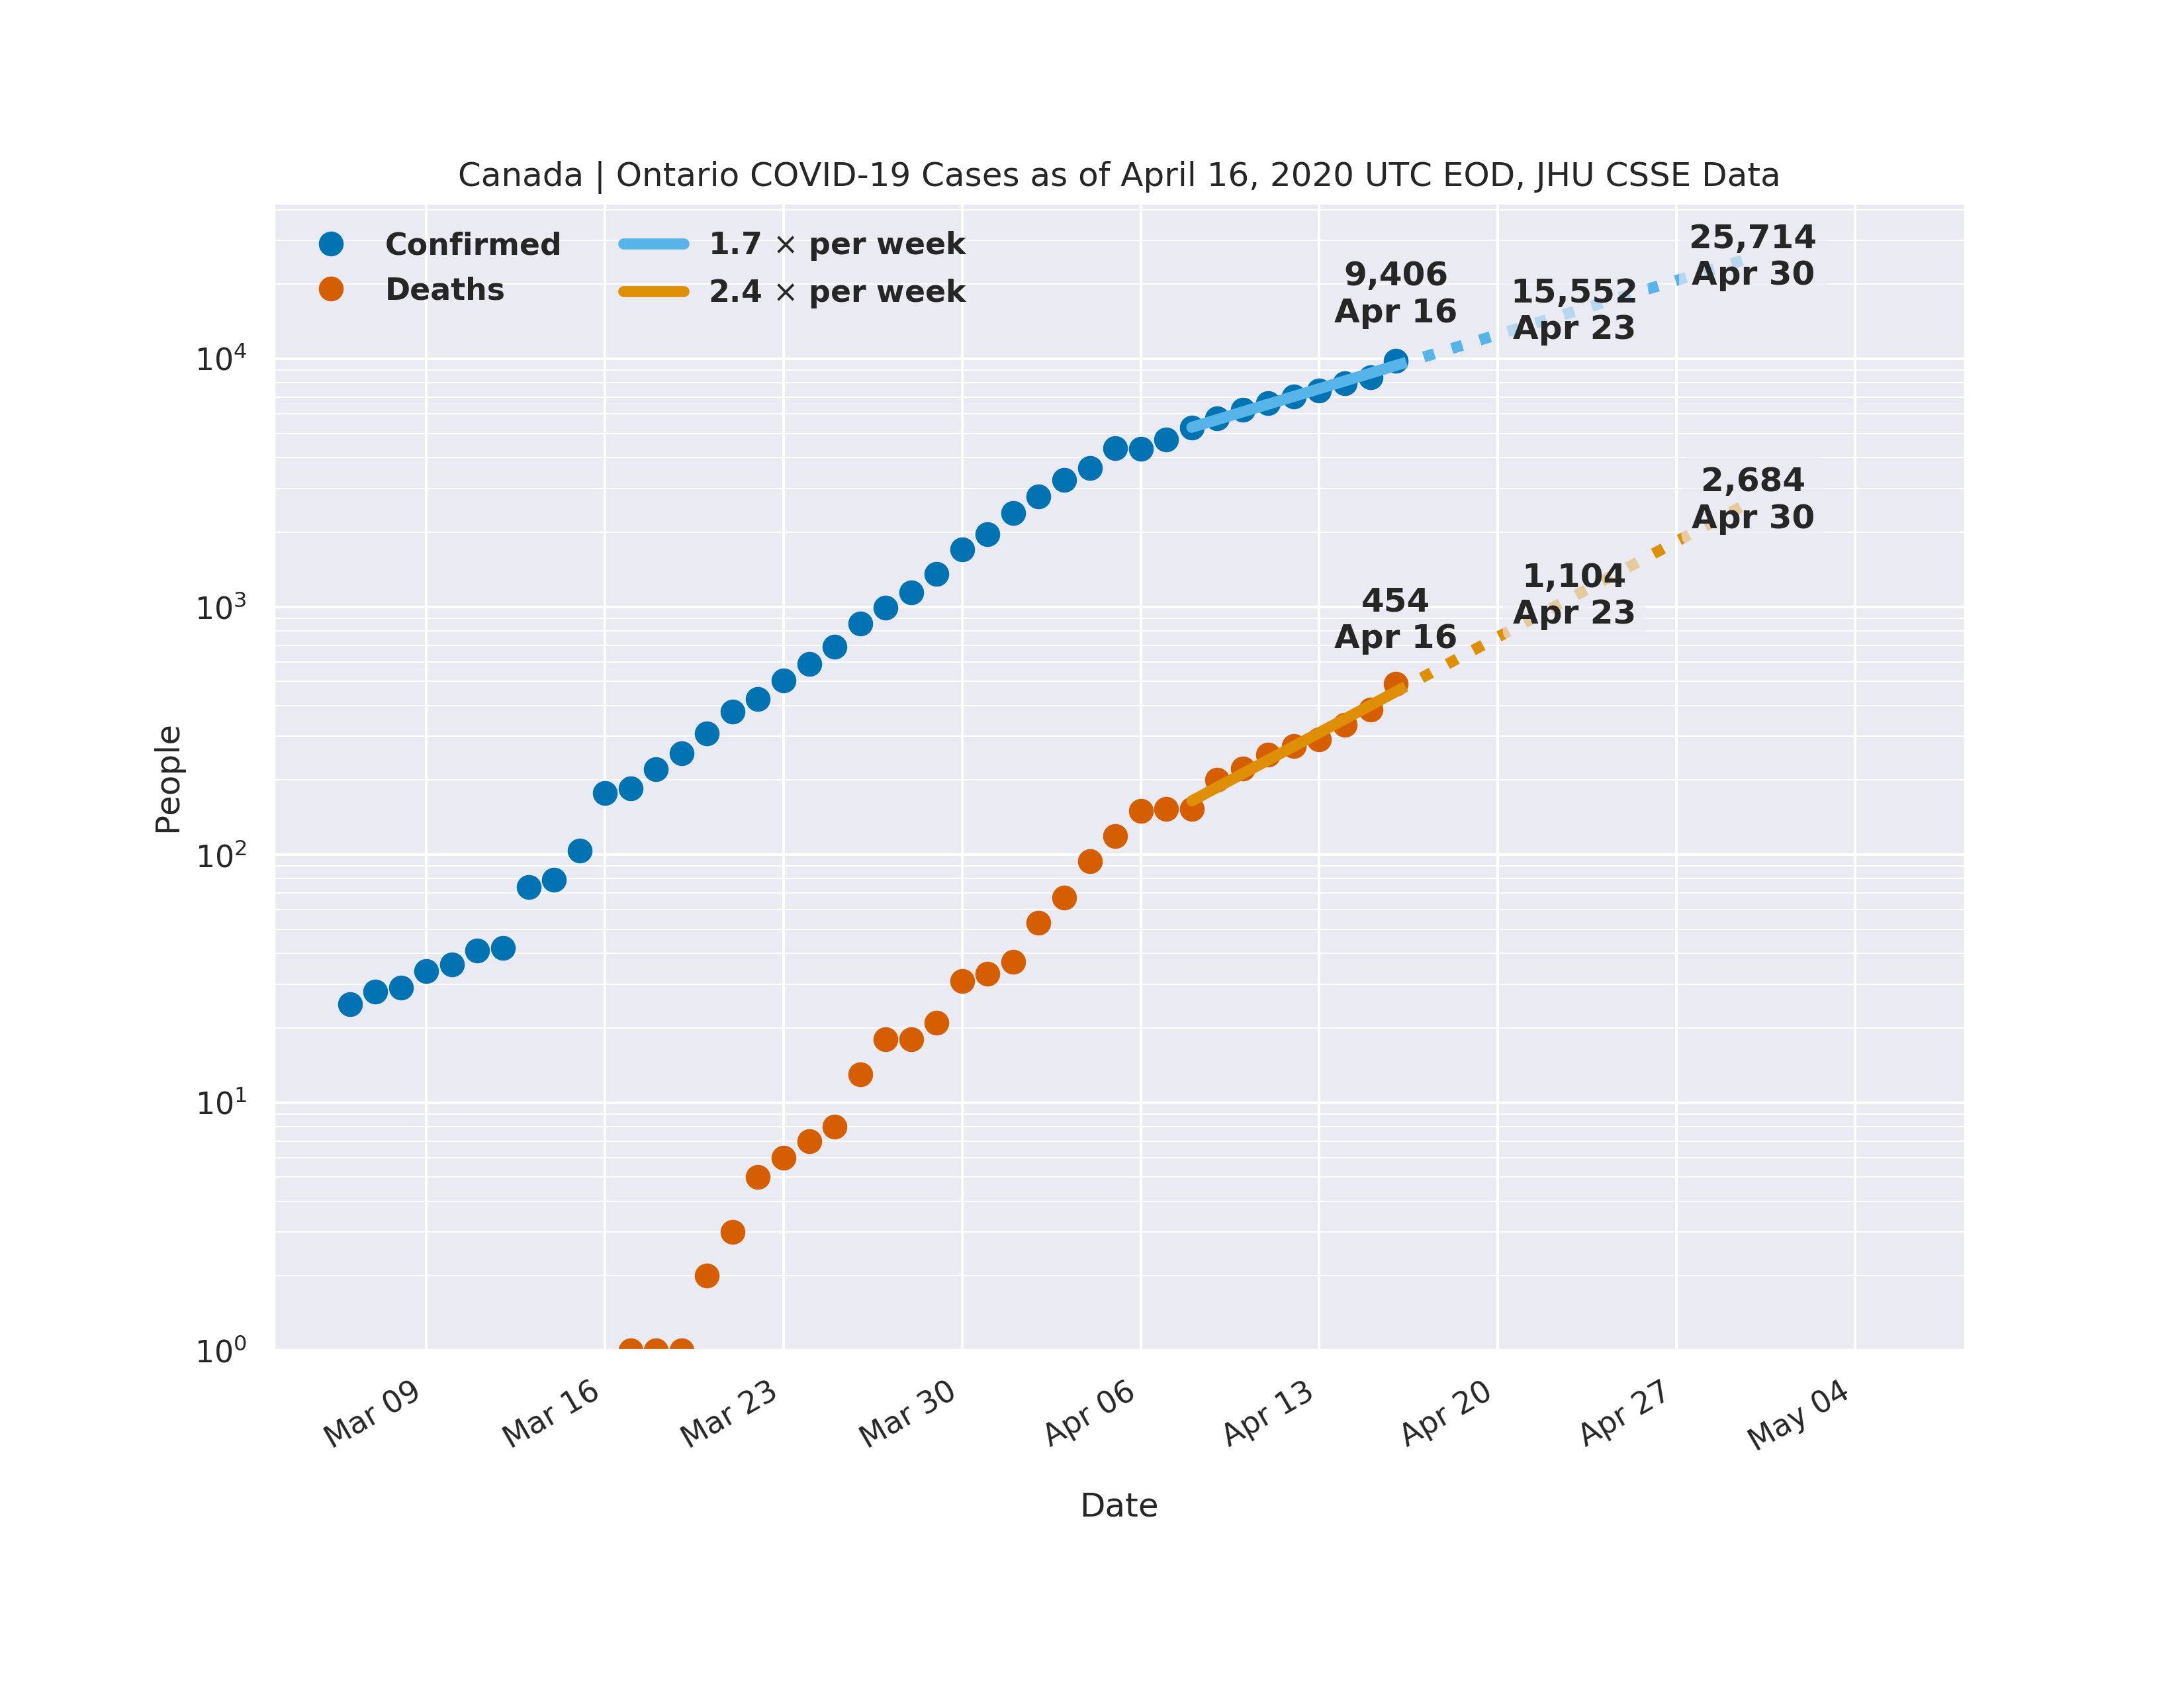 Canada | Ontario COVID-19 Cases as of April 16, 2020 UTC EOD, JHU CSSE Data
Confirmed
Deaths
1.7 × per week
2.4 × per week
25,714
Apr 30
9,406
Apr 16
15,552
Apr 23
2,684
Apr 30
1,104
Apr 23
454
Apr 16
People
10⁴
10³
10²
10¹
10⁰
Mar 09
Mar 16
Mar 23
Mar 30
Apr 06
Apr 13
Apr 20
Apr 27
May 04
Date